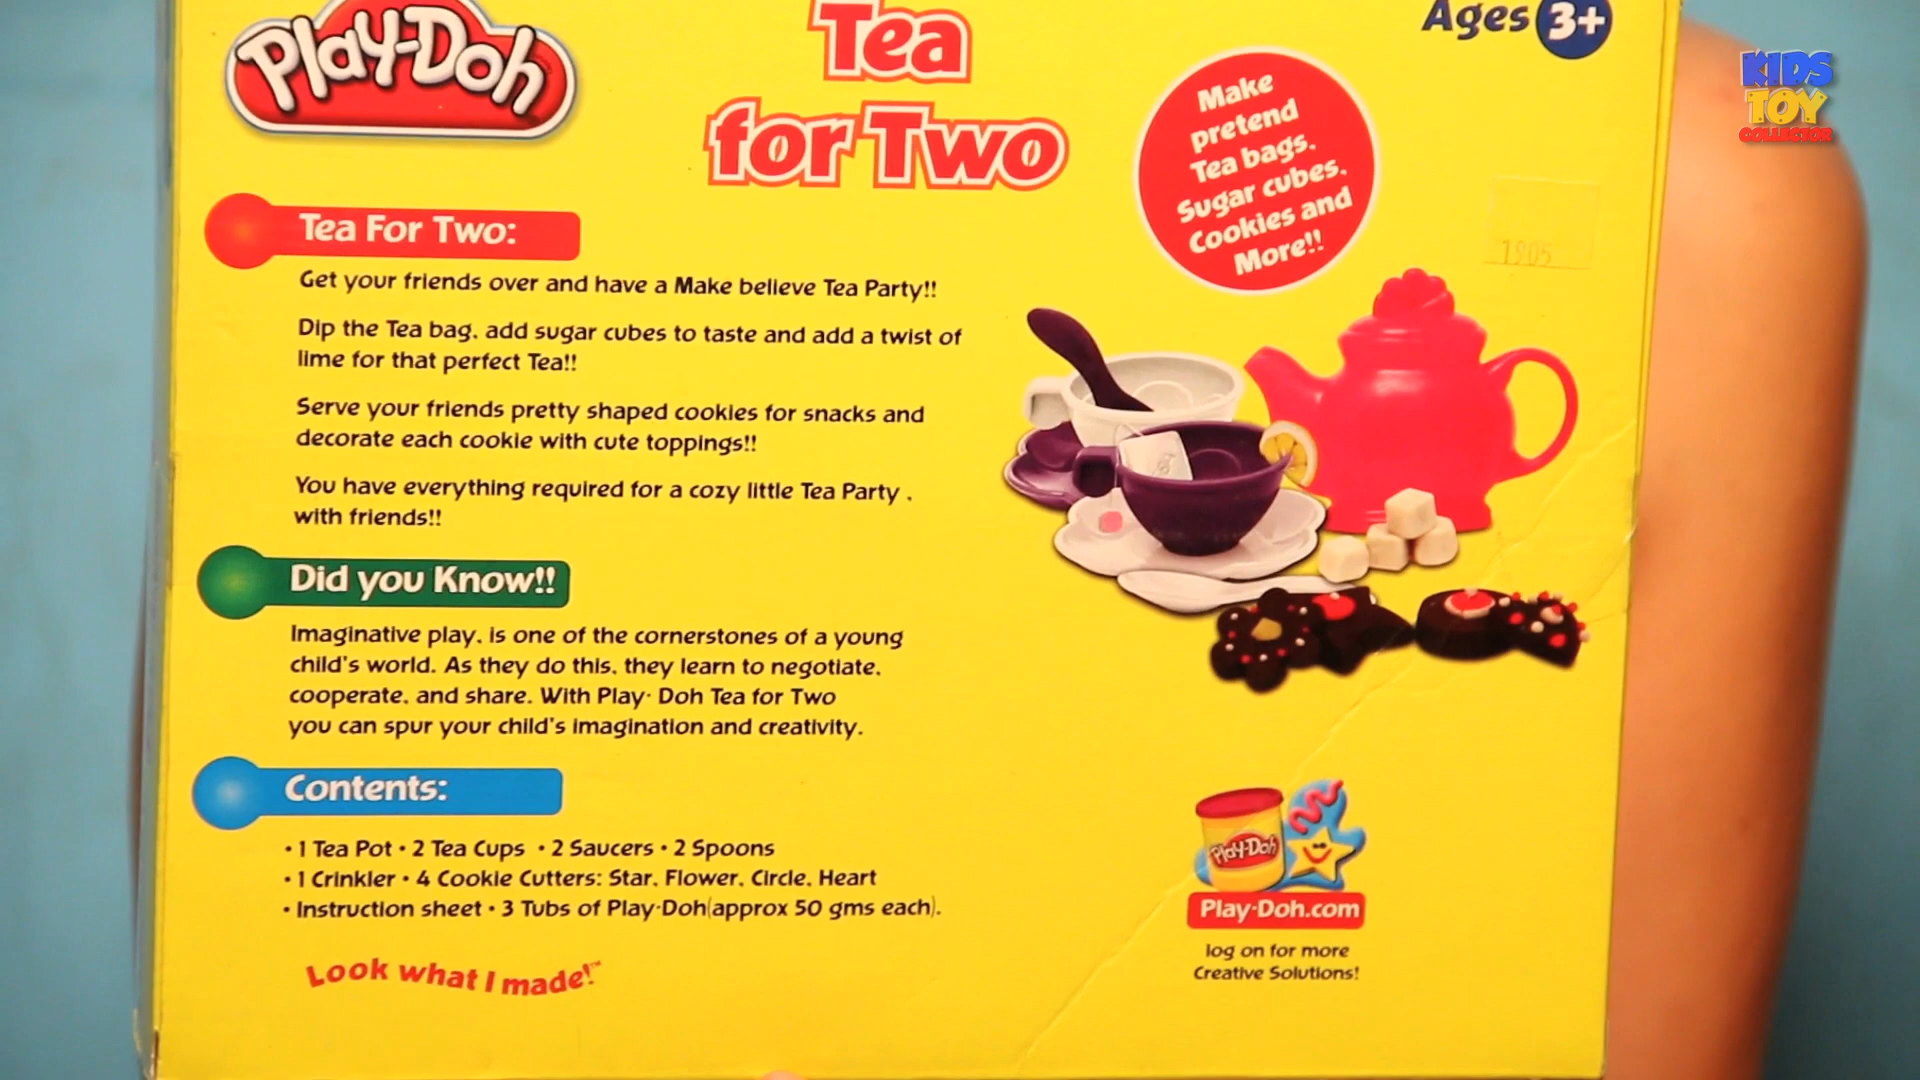 Play-Doh
Tea
for Two
Ages 3+
KIDS
TOY
COLLECTOR
Make
pretend
Tea bags,
Sugar cubes,
Cookies and
More!!
1905
Tea For Two:
Get your friends over and have a Make believe Tea Party!!
Dip the Tea bag, add sugar cubes to taste and add a twist of
lime for that perfect Tea!!
Serve your friends pretty shaped cookies for snacks and
decorate each cookie with cute toppings!!
You have everything required for a cozy little Tea Party ,
with friends!!
Did you Know!!
Imaginative play, is one of the cornerstones of a young
child's world. As they do this, they learn to negotiate,
cooperate, and share. With Play- Doh Tea for Two
you can spur your child's imagination and creativity.
Contents:
• 1 Tea Pot • 2 Tea Cups • 2 Saucers • 2 Spoons
• 1 Crinkler • 4 Cookie Cutters: Star, Flower, Circle, Heart
• Instruction sheet • 3 Tubs of Play-Doh(approx 50 gms each).
Look what I made!™
Play-Doh
Play-Doh.com
log on for more
Creative Solutions!